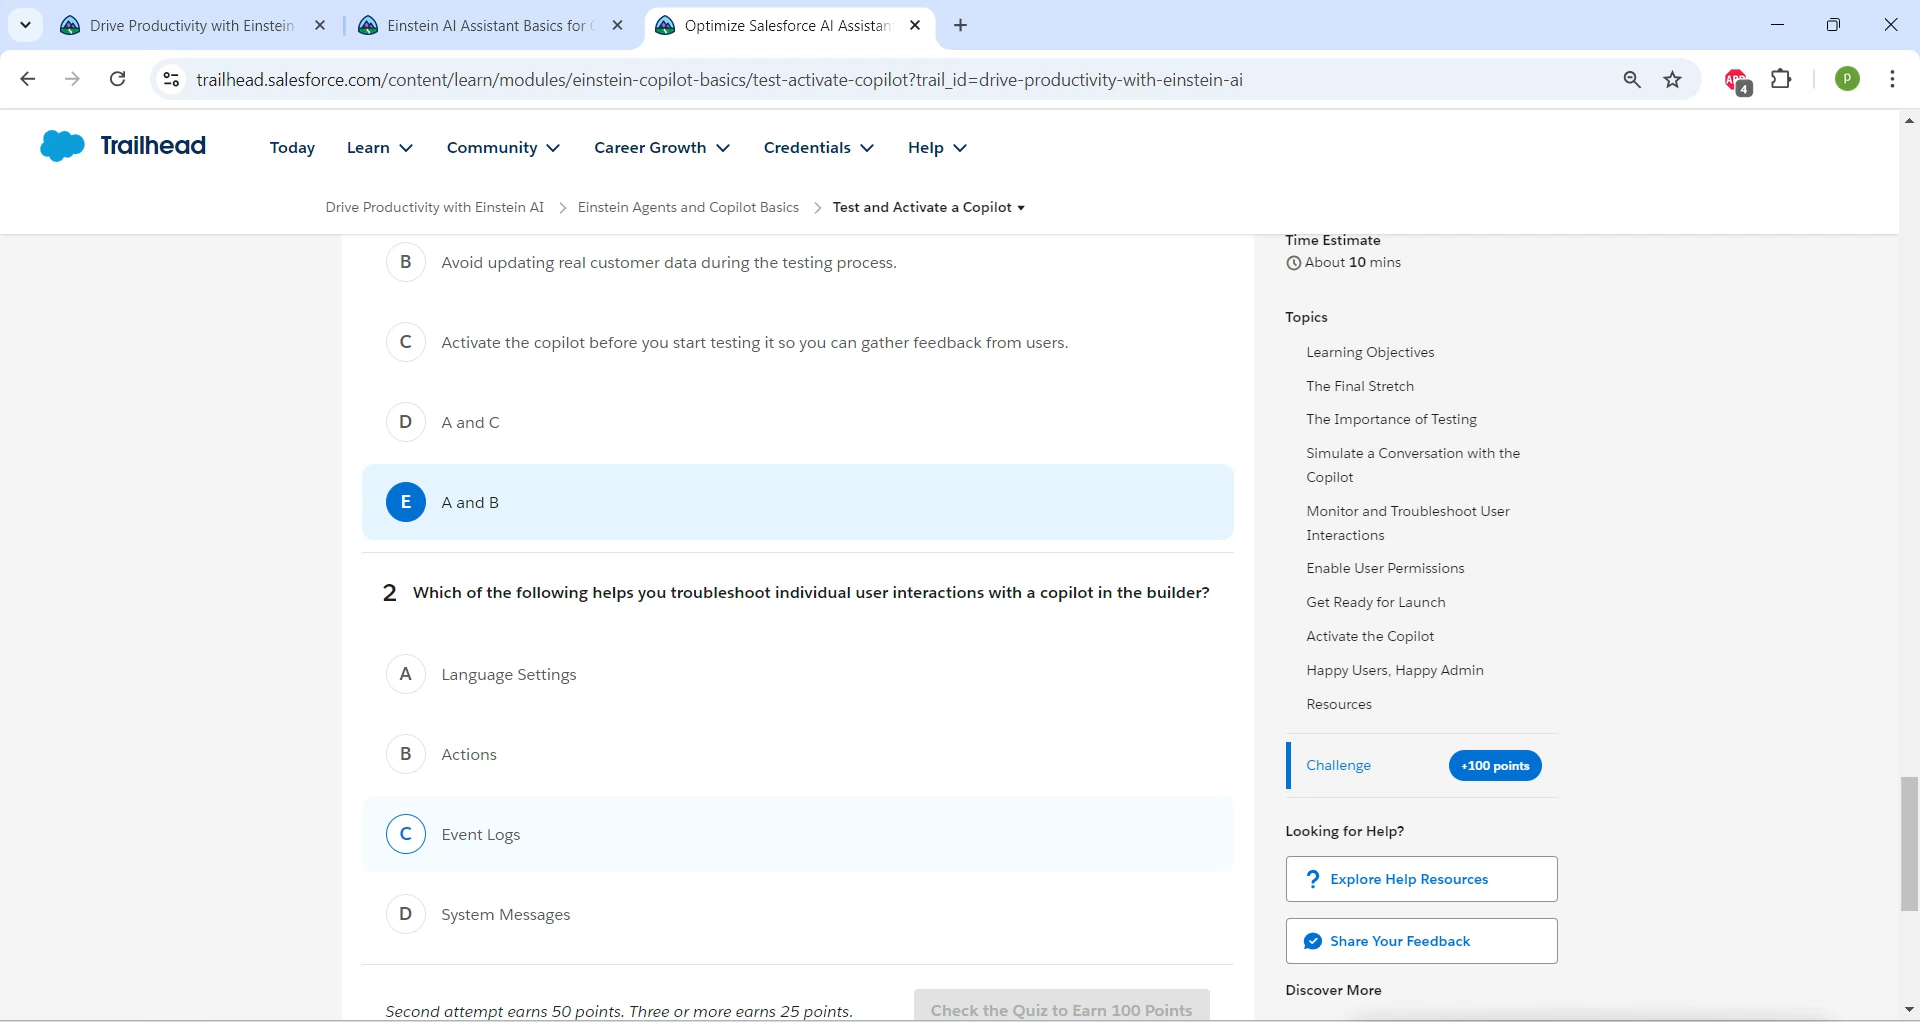 Drive Productivity with Einstein
Einstein AI Assistant Basics for
Optimize Salesforce AI Assistan
trailhead.salesforce.com/content/learn/modules/einstein-copilot-basics/test-activate-copilot?trail_id=drive-productivity-with-einstein-ai
ABP
4
P
Trailhead
Today
Learn
Community
Career Growth
Credentials
Help
Drive Productivity with Einstein AI > Einstein Agents and Copilot Basics > Test and Activate a Copilot
B Avoid updating real customer data during the testing process.
C Activate the copilot before you start testing it so you can gather feedback from users.
D A and C
E A and B
2 Which of the following helps you troubleshoot individual user interactions with a copilot in the builder?
A Language Settings
B Actions
C Event Logs
D System Messages
Second attempt earns 50 points. Three or more earns 25 points.
Check the Quiz to Earn 100 Points
Time Estimate
About 10 mins
Topics
Learning Objectives
The Final Stretch
The Importance of Testing
Simulate a Conversation with the
Copilot
Monitor and Troubleshoot User
Interactions
Enable User Permissions
Get Ready for Launch
Activate the Copilot
Happy Users, Happy Admin
Resources
Challenge
+100 points
Looking for Help?
? Explore Help Resources
Share Your Feedback
Discover More